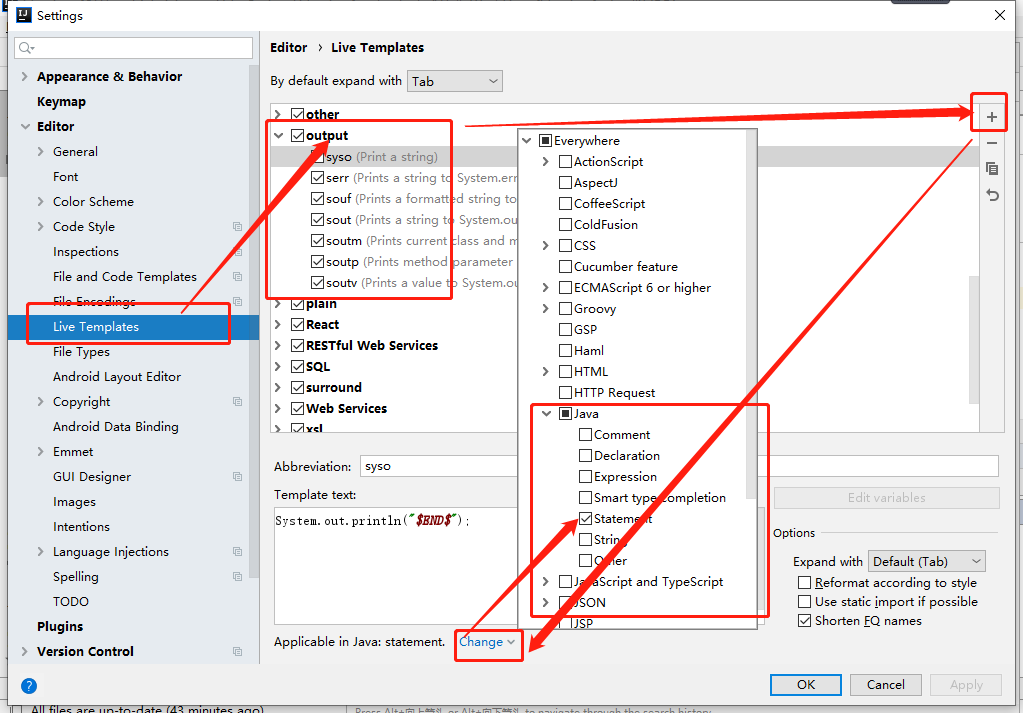 Settings
Appearance & Behavior
Keymap
Editor
General
Font
Color Scheme
Code Style
Inspections
File and Code Templates
File Encodings
Live Templates
File Types
Android Layout Editor
Copyright
Android Data Binding
Emmet
GUI Designer
Images
Intentions
Language Injections
Spelling
TODO
Plugins
Version Control
Editor › Live Templates
By default expand with Tab
other
output
syso (Print a string)
serr (Prints a string to System.err
souf (Prints a formatted string to
sout (Prints a string to System.ou
soutm (Prints current class and m
soutp (Prints method parameter
soutv (Prints a value to System.ou
plain
React
RESTful Web Services
SQL
surround
Web Services
xsl
Everywhere
ActionScript
AspectJ
CoffeeScript
ColdFusion
CSS
Cucumber feature
ECMAScript 6 or higher
Groovy
GSP
Haml
HTML
HTTP Request
Java
Comment
Declaration
Expression
Smart type completion
Statement
String
Other
JavaScript and TypeScript
JSON
JSP
Abbreviation: syso
Template text:
System.out.println("$END$");
Edit variables
Options
Expand with Default (Tab)
Reformat according to style
Use static import if possible
Shorten FQ names
Applicable in Java: statement. Change
?
OK Cancel Apply
All files are up-to-date (43 minutes ago)
Press Alt+向上箭头 or Alt+向下箭头 to navigate through the search history